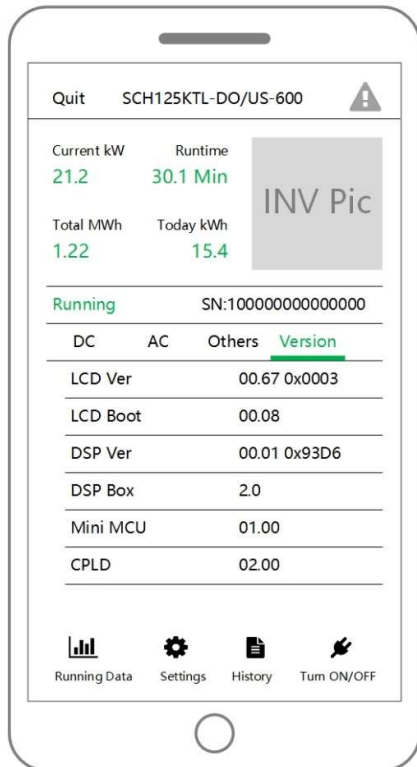 Quit SCH125KTL-DO/US-600
Current kW Runtime
21.2 30.1 Min
INV Pic
Total MWh Today kWh
1.22 15.4
Running SN:100000000000000
DC AC Others Version
LCD Ver 00.67 0x0003
LCD Boot 00.08
DSP Ver 00.01 0x93D6
DSP Box 2.0
Mini MCU 01.00
CPLD 02.00
Running Data Settings History Turn ON/OFF